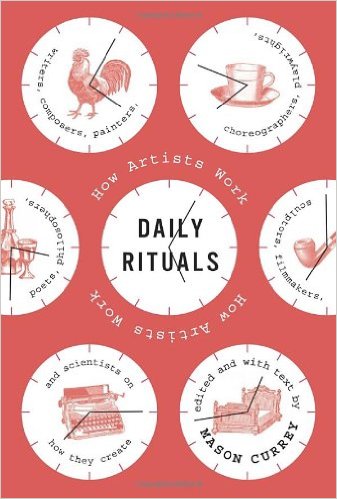 writers, composers, painters,
choreographers, playwrights,
How Artists Work
poets, philosophers,
DAILY
RITUALS
sculptors, filmmakers,
How Artists Work
and scientists on
how they create
edited and with text by
MASON CURREY